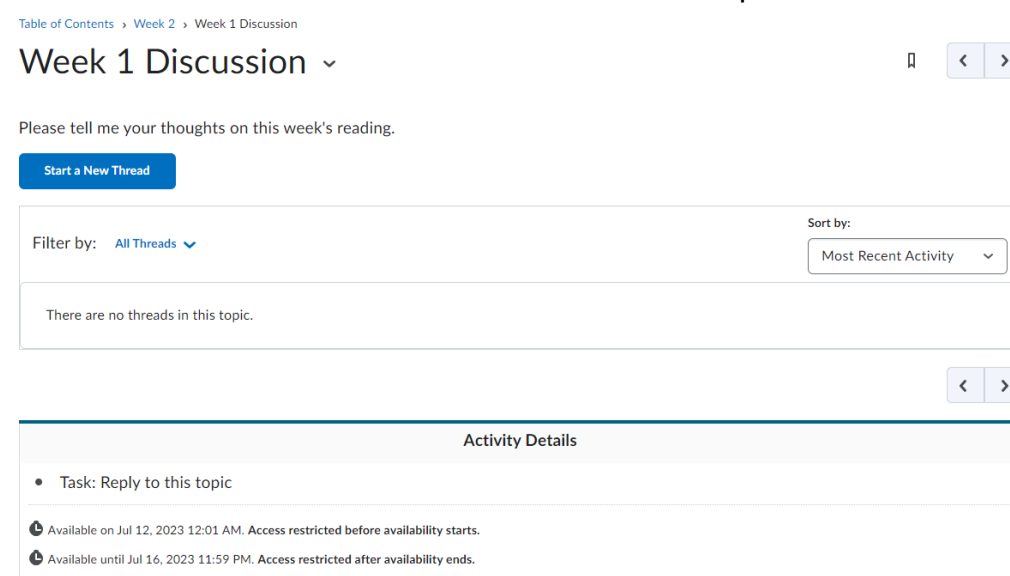 Table of Contents › Week 2 › Week 1 Discussion
Week 1 Discussion
Please tell me your thoughts on this week's reading.
Start a New Thread
Sort by:
Filter by: All Threads
Most Recent Activity
There are no threads in this topic.
Activity Details
• Task: Reply to this topic
Available on Jul 12, 2023 12:01 AM. Access restricted before availability starts.
Available until Jul 16, 2023 11:59 PM. Access restricted after availability ends.